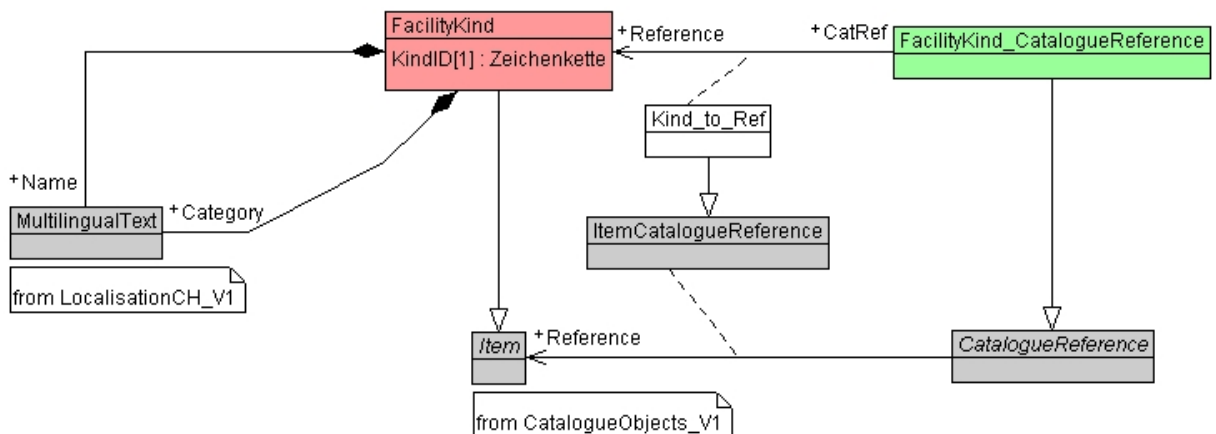 FacilityKind
+Reference
+CatRef
FacilityKind_CatalogueReference
KindID[1] : Zeichenkette
Kind_to_Ref
+Name
MultilingualText
+Category
ItemCatalogueReference
from LocalisationCH_V1
Item
+Reference
CatalogueReference
from CatalogueObjects_V1